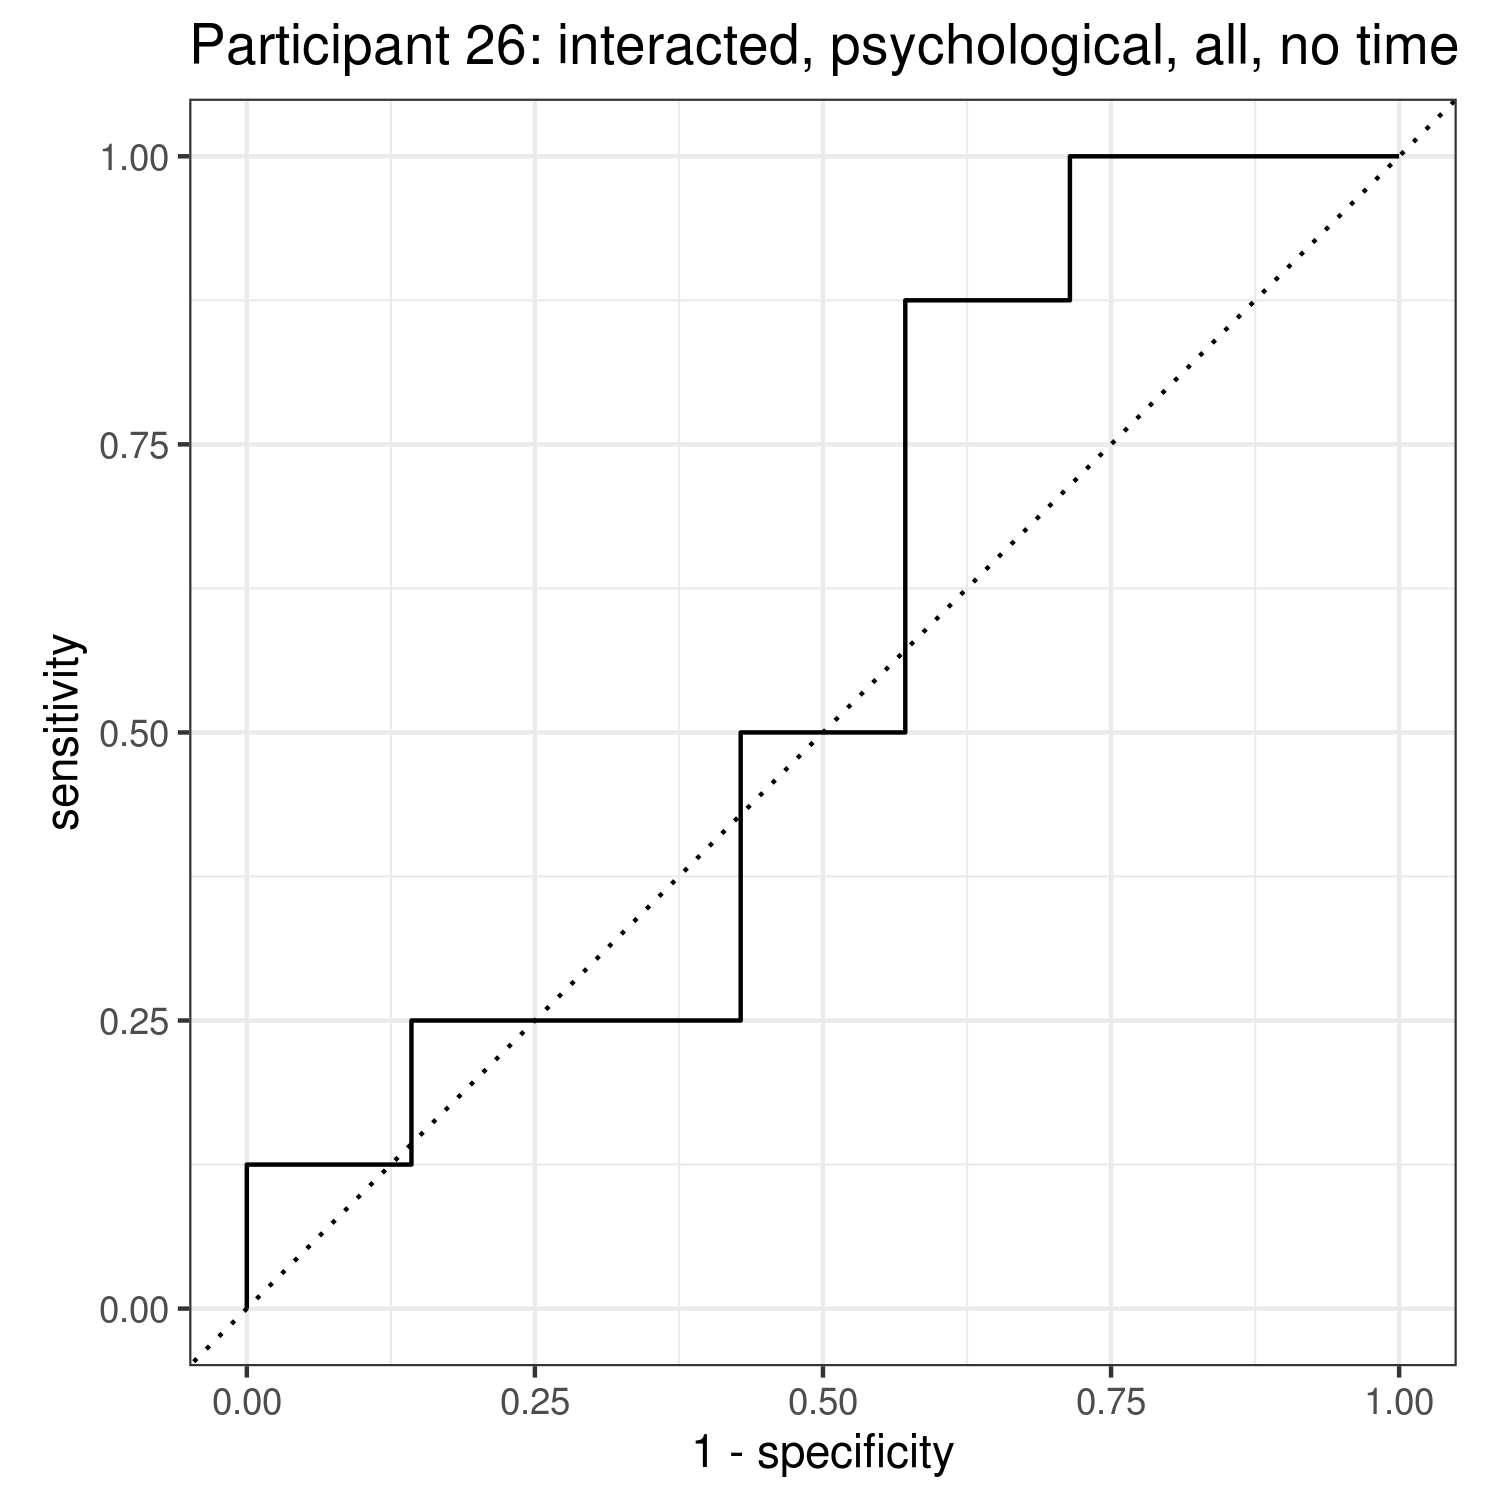 Participant 26: interacted, psychological, all, no time
1.00
0.75
0.50
0.25
0.00
sensitivity
0.00 0.25 0.50 0.75 1.00
1 - specificity